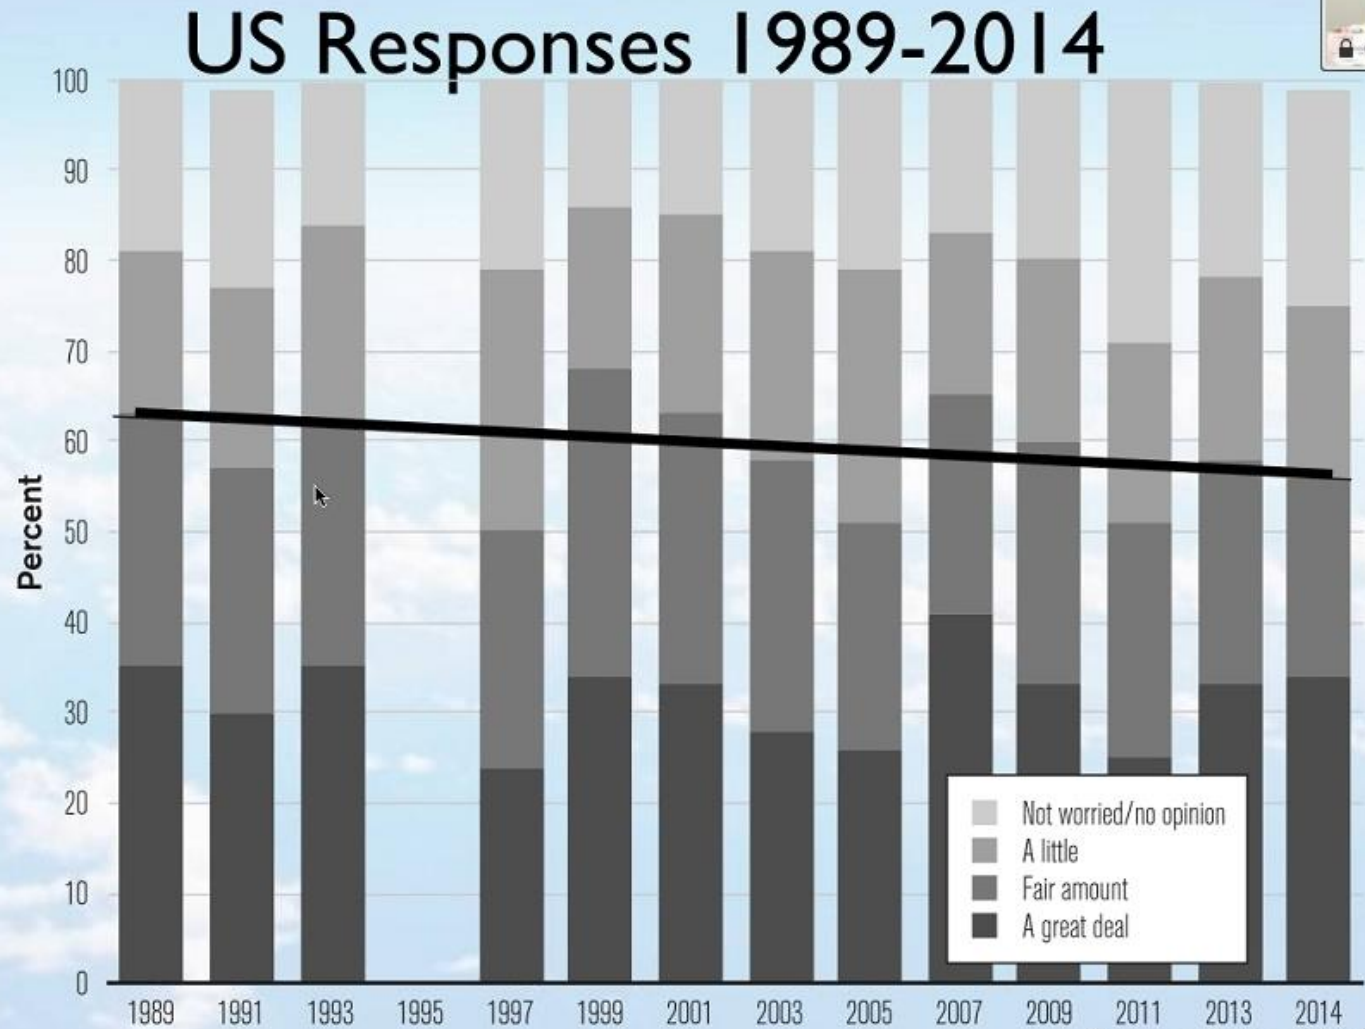 US Responses 1989-2014
100
90
80
70
60
50
40
30
20
10
0
Percent
Not worried/no opinion
A little
Fair amount
A great deal
1989 1991 1993 1995 1997 1999 2001 2003 2005 2007 2009 2011 2013 2014